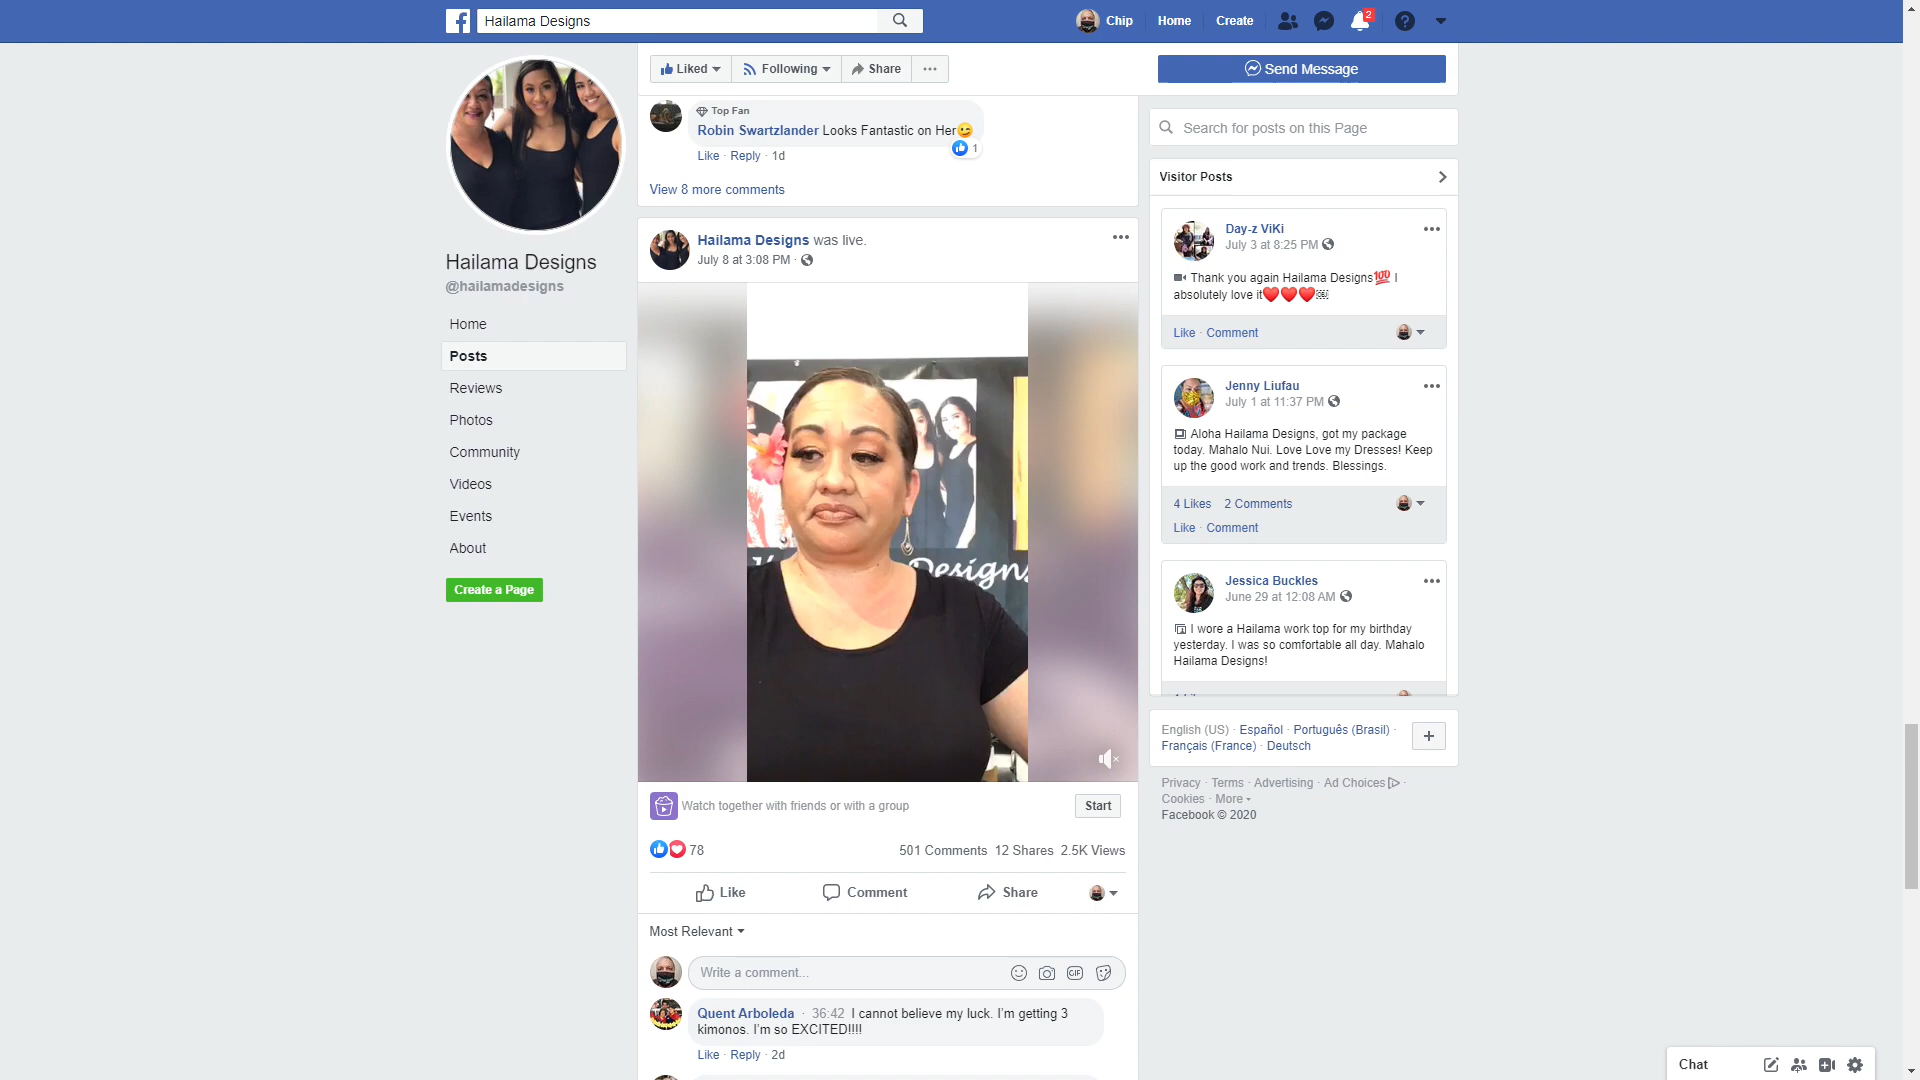 Hailama Designs
Chip
Home
Create
2
Liked
Following
Share
Send Message
Hailama Designs
@hailamadesigns
Home
Posts
Reviews
Photos
Community
Videos
Events
About
Create a Page
Top Fan
Robin Swartzlander Looks Fantastic on Her😉
1
Like · Reply · 1d
View 8 more comments
Hailama Designs was live.
July 8 at 3:08 PM ·
Designs
Watch together with friends or with a group
Start
78
501 Comments 12 Shares 2.5K Views
Like
Comment
Share
Most Relevant
Write a comment...
GIF
Quent Arboleda · 36:42 I cannot believe my luck. I'm getting 3
kimonos. I'm so EXCITED!!!!
Like · Reply · 2d
Search for posts on this Page
Visitor Posts
Day-z ViKi
July 3 at 8:25 PM
Thank you again Hailama Designs💯 I
absolutely love it❤️❤️❤️￼
Like · Comment
Jenny Liufau
July 1 at 11:37 PM
Aloha Hailama Designs, got my package
today. Mahalo Nui. Love Love my Dresses! Keep
up the good work and trends. Blessings.
4 Likes 2 Comments
Like · Comment
Jessica Buckles
June 29 at 12:08 AM
I wore a Hailama work top for my birthday
yesterday. I was so comfortable all day. Mahalo
Hailama Designs!
English (US) · Español · Português (Brasil) ·
Français (France) · Deutsch
Privacy · Terms · Advertising · Ad Choices ·
Cookies · More
Facebook © 2020
Chat